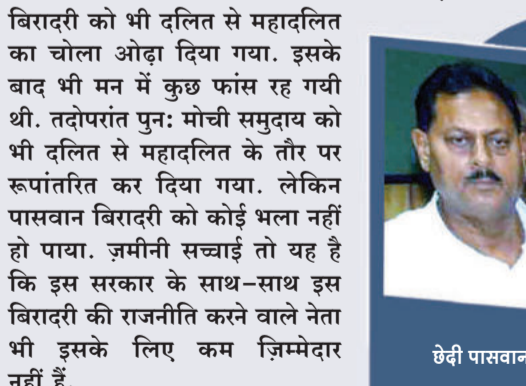 बिरादरी को भी दलित से महादलित
का चोला ओढ़ा दिया गया. इसके
बाद भी मन में कुछ फांस रह गयी
थी. तदोपरांत पुन: मोची समुदाय को
भी दलित से महादलित के तौर पर
रूपांतरित कर दिया गया. लेकिन
पासवान बिरादरी को कोई भला नहीं
हो पाया. ज़मीनी सच्चाई तो यह है
कि इस सरकार के साथ-साथ इस
बिरादरी की राजनीति करने वाले नेता
भी इसके लिए कम ज़िम्मेदार
नहीं हैं.
छेदी पासवान